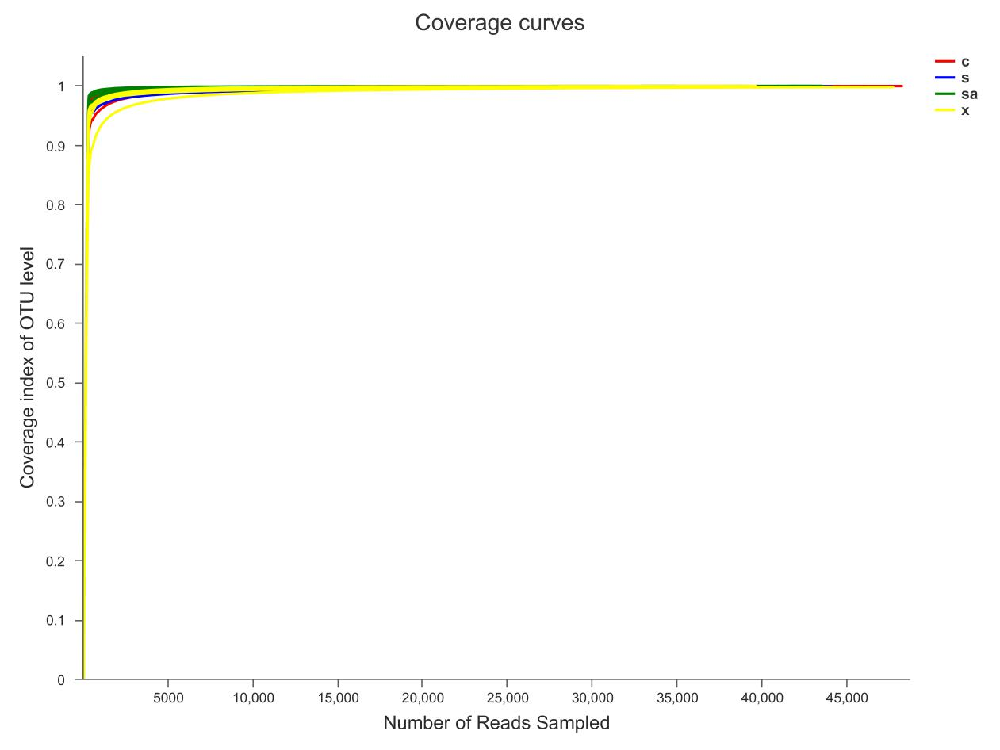 Coverage curves
c
s
sa
x
Coverage index of OTU level
1
0.9
0.8
0.7
0.6
0.5
0.4
0.3
0.2
0.1
0
5000 10,000 15,000 20,000 25,000 30,000 35,000 40,000 45,000
Number of Reads Sampled